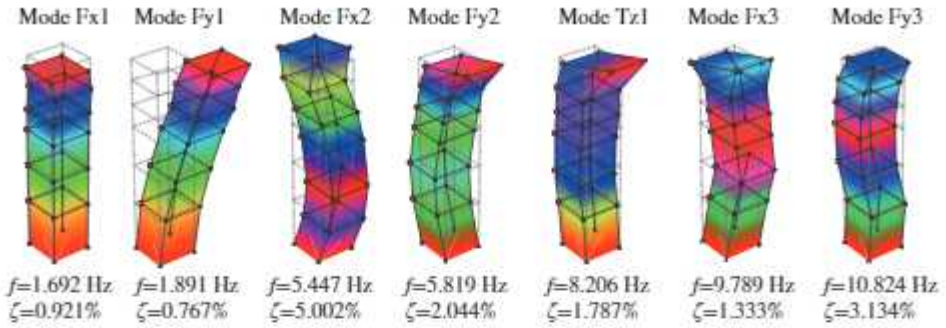 Mode Fx1 Mode Fy1 Mode Fx2 Mode Fy2 Mode Tz1 Mode Fx3 Mode Fy3
f=1.692 Hz f=1.891 Hz f=5.447 Hz f=5.819 Hz f=8.206 Hz f=9.789 Hz f=10.824 Hz
ζ=0.921% ζ=0.767% ζ=5.002% ζ=2.044% ζ=1.787% ζ=1.333% ζ=3.134%